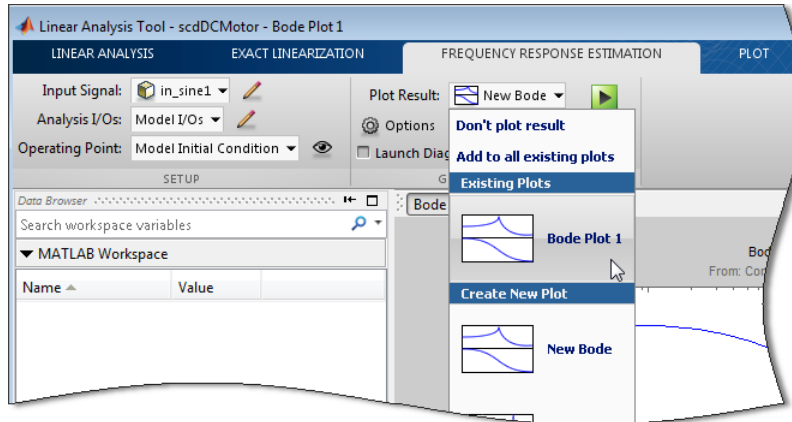 Linear Analysis Tool - scdDCMotor - Bode Plot 1
LINEAR ANALYSIS EXACT LINEARIZATION FREQUENCY RESPONSE ESTIMATION PLOT
Input Signal: in_sine1 Plot Result: New Bode
Analysis I/Os: Model I/Os Options Don't plot result
Operating Point: Model Initial Condition Launch Diag Add to all existing plots
SETUP G Existing Plots
Data Browser Bode
Search workspace variables Bode Plot 1
MATLAB Workspace Bod
From: Con
Name Value Create New Plot
New Bode